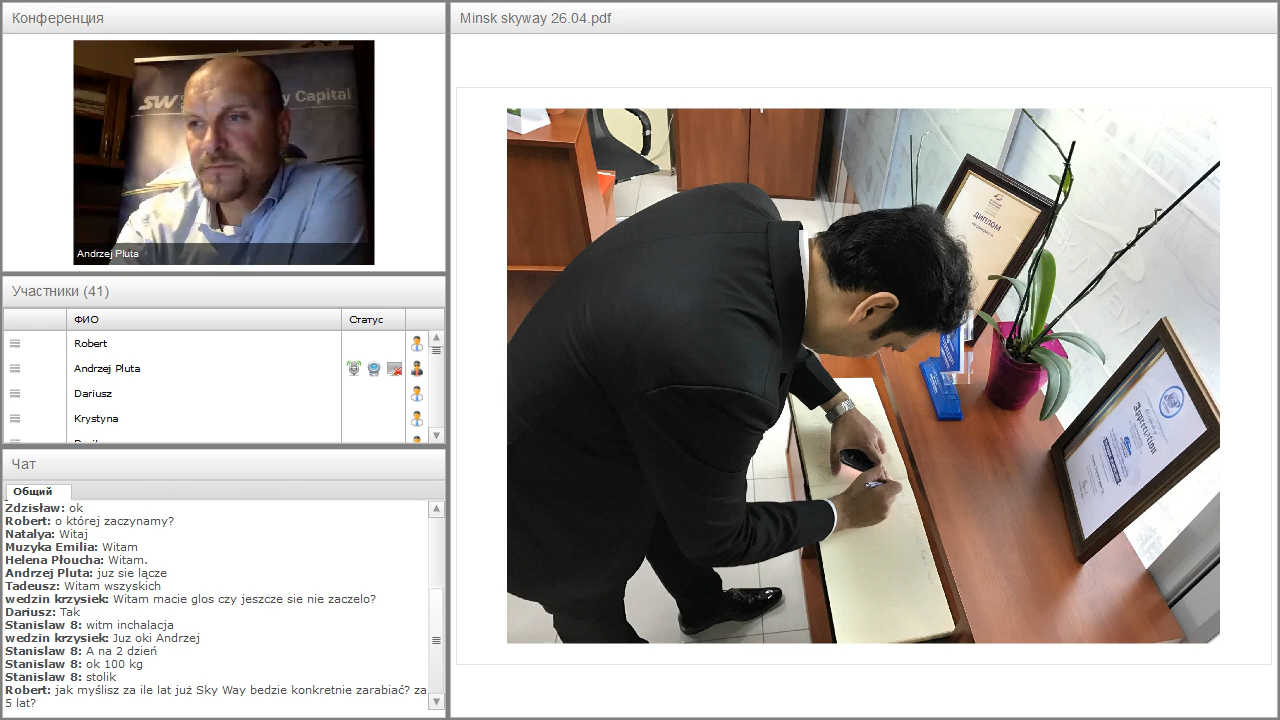 Конференция
SW
y Capital
Andrzej Pluta
Участники (41)
ФИО
Статус
Robert
Andrzej Pluta
Dariusz
Krystyna
Чат
Общий
Zdzisław: ok
Robert: o której zaczynamy?
Natalya: Witaj
Muzyka Emilia: Witam
Helena Płoucha: Witam.
Andrzej Pluta: juz sie lącze
Tadeusz: Witam wszyskich
wedzin krzysiek: Witam macie glos czy jeszcze sie nie zaczelo?
Dariusz: Tak
Stanislaw 8: witm inchalacja
wedzin krzysiek: Juz oki Andrzej
Stanislaw 8: A na 2 dzień
Stanislaw 8: ok 100 kg
Stanislaw 8: stolik
Robert: jak myślisz za ile lat już Sky Way bedzie konkretnie zarabiać? za
5 lat?
Minsk skyway 26.04.pdf
ДИПЛОМ
Appreciation